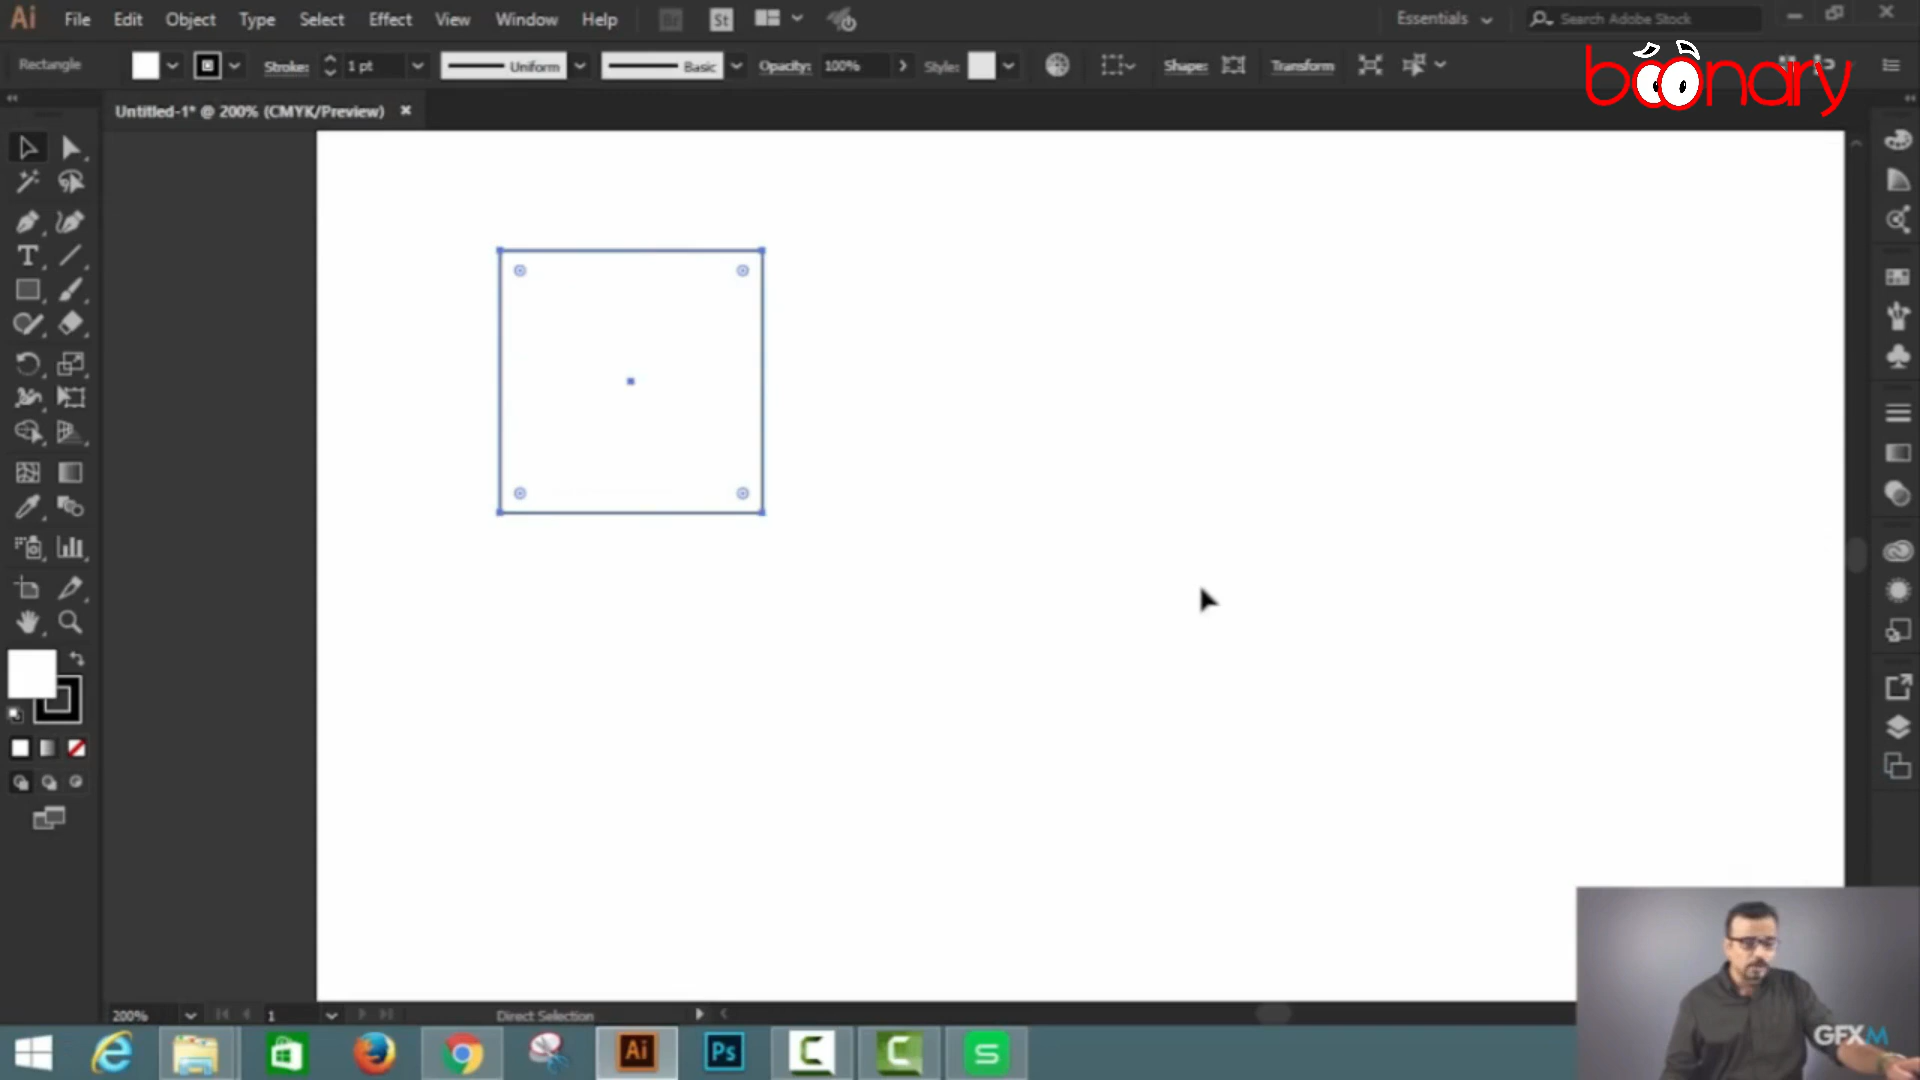 Ai File Edit Object Type Select Effect View Window Help Br St Essentials Search Adobe Stock
Rectangle Stroke: 1 pt Uniform Basic Opacity: 100% Style: Shape: Transform
boonary
Untitled-1* @ 200% (CMYK/Preview)
T
200% 1 Direct Selection
Ai Ps C C S
GFXM